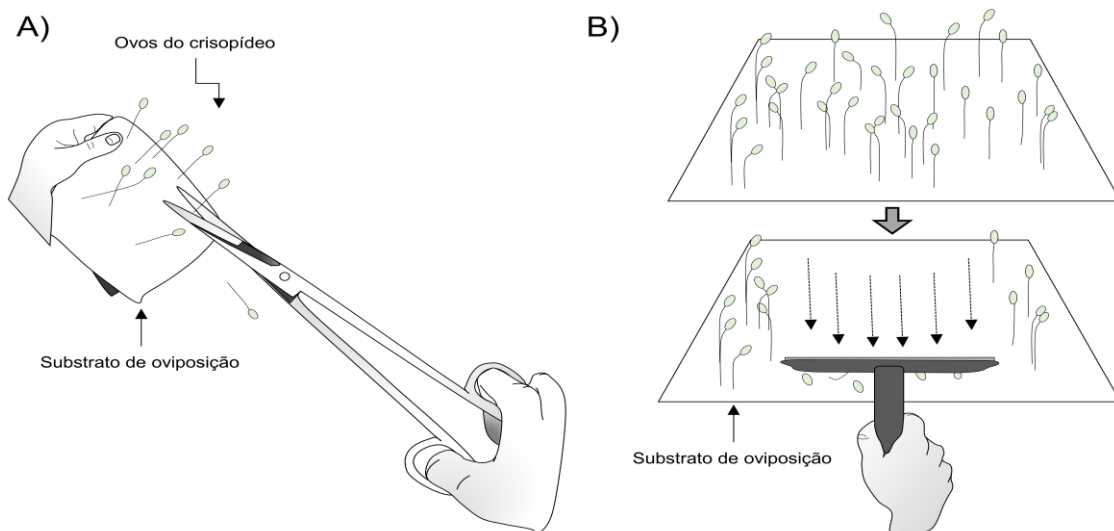 A)
Ovos do crisopídeo
Substrato de oviposição
B)
Substrato de oviposição